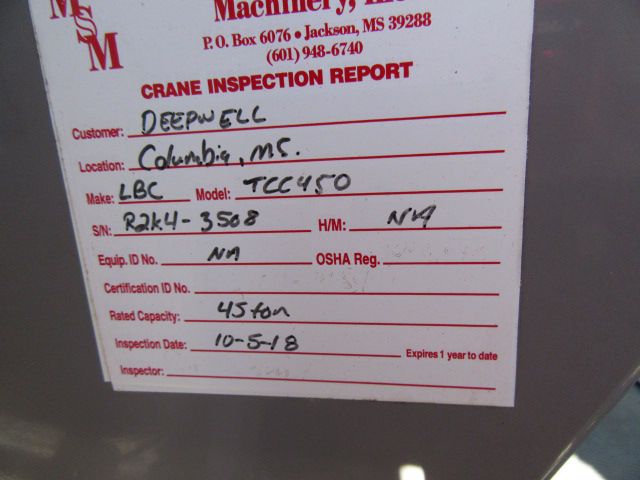 MSM
Machinery, Inc.
P. O. Box 6076 • Jackson, MS 39288
(601) 948-6740
CRANE INSPECTION REPORT
Customer: DEEPWELL
Location: Columbia, MS.
Make: LBC Model: TCC450
S/N: R2K4-3508 H/M: NA
Equip. ID No. NA OSHA Reg.
Certification ID No.
Rated Capacity: 45 ton
Inspection Date: 10-5-18 Expires 1 year to date
Inspector: